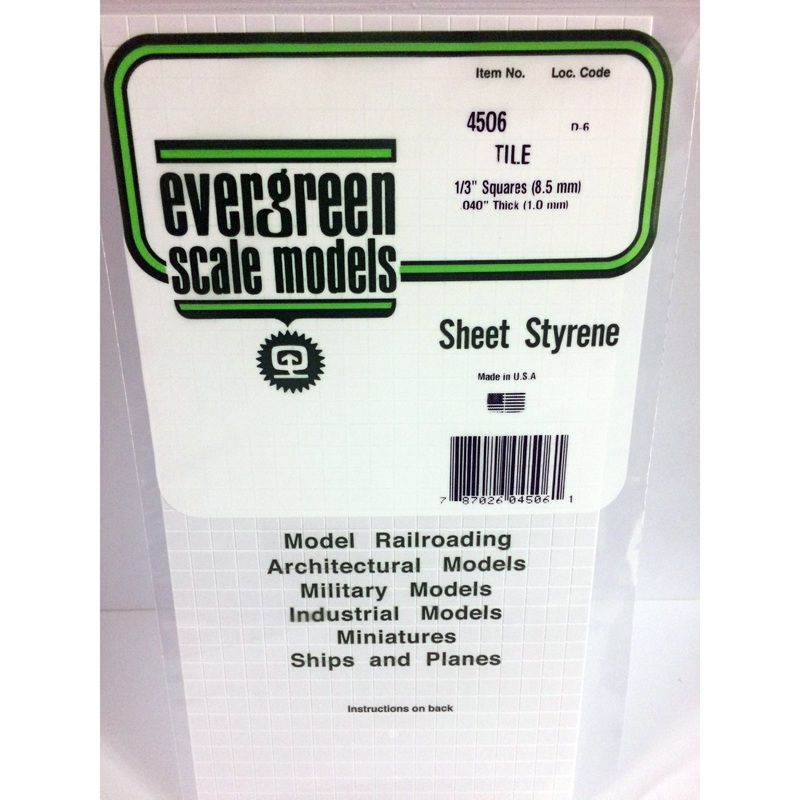 Item No. Loc. Code
4506 D-6
TILE
1/3" Squares (8.5 mm)
.040" Thick (1.0 mm)
evergreen
scale models
Sheet Styrene
Made in U.S.A
7 87026 04506 1
Model Railroading
Architectural Models
Military Models
Industrial Models
Miniatures
Ships and Planes
Instructions on back